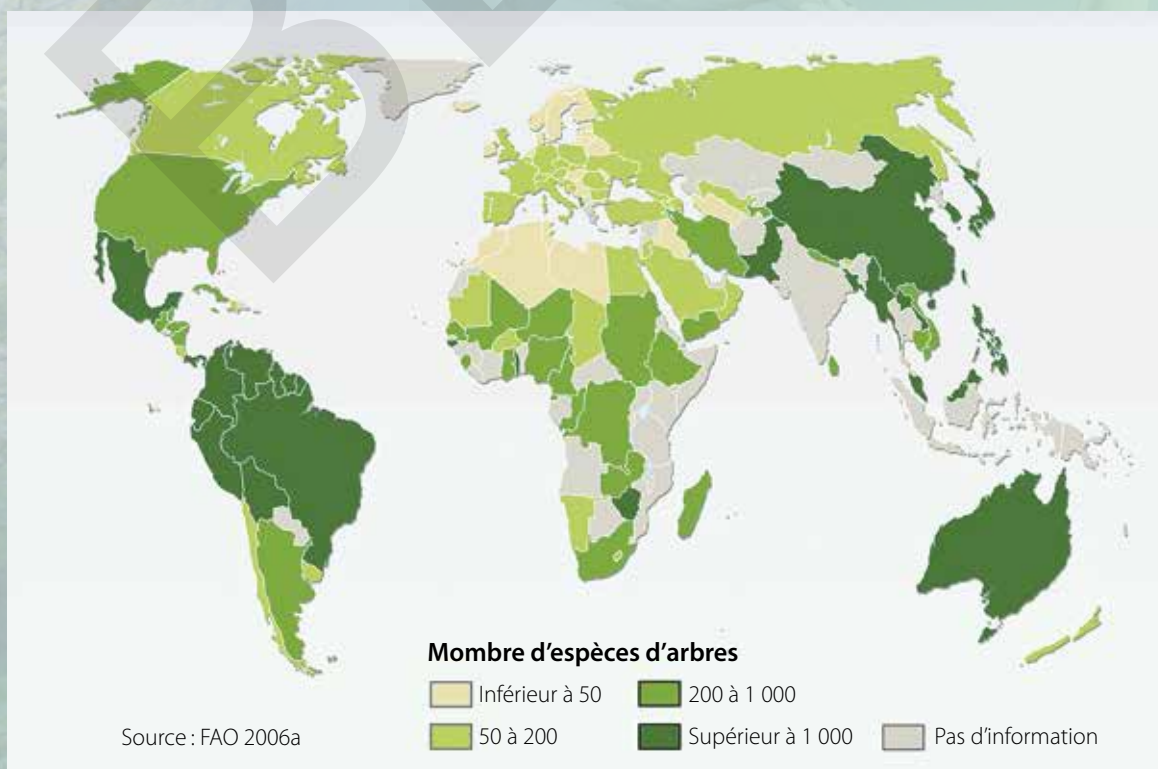 Mombre d'espèces d'arbres
Inférieur à 50
200 à 1 000
50 à 200
Supérieur à 1 000
Pas d'information
Source : FAO 2006a